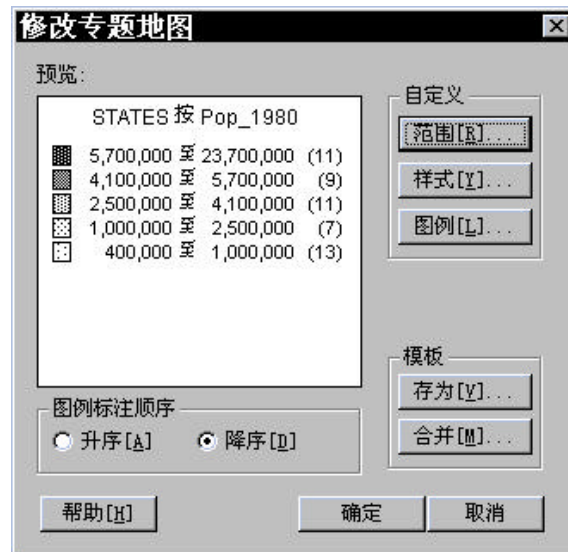 修改专题地图
预览:
STATES 按 Pop_1980
5,700,000 至 23,700,000 (11)
4,100,000 至 5,700,000 (9)
2,500,000 至 4,100,000 (11)
1,000,000 至 2,500,000 (7)
400,000 至 1,000,000 (13)
自定义
范围[R]...
样式[Y]...
图例[L]...
图例标注顺序
升序[A]
降序[D]
模板
存为[V]...
合并[M]...
帮助[H]
确定
取消